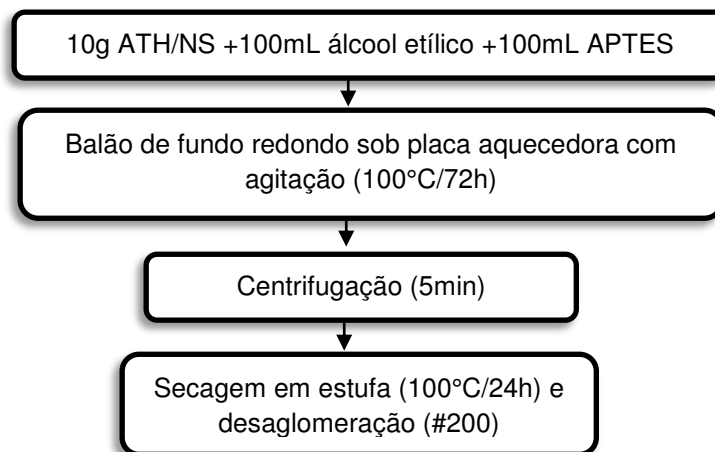 10g ATH/NS +100mL álcool etílico +100mL APTES
Balão de fundo redondo sob placa aquecedora com
agitação (100°C/72h)
Centrifugação (5min)
Secagem em estufa (100°C/24h) e
desaglomeração (#200)